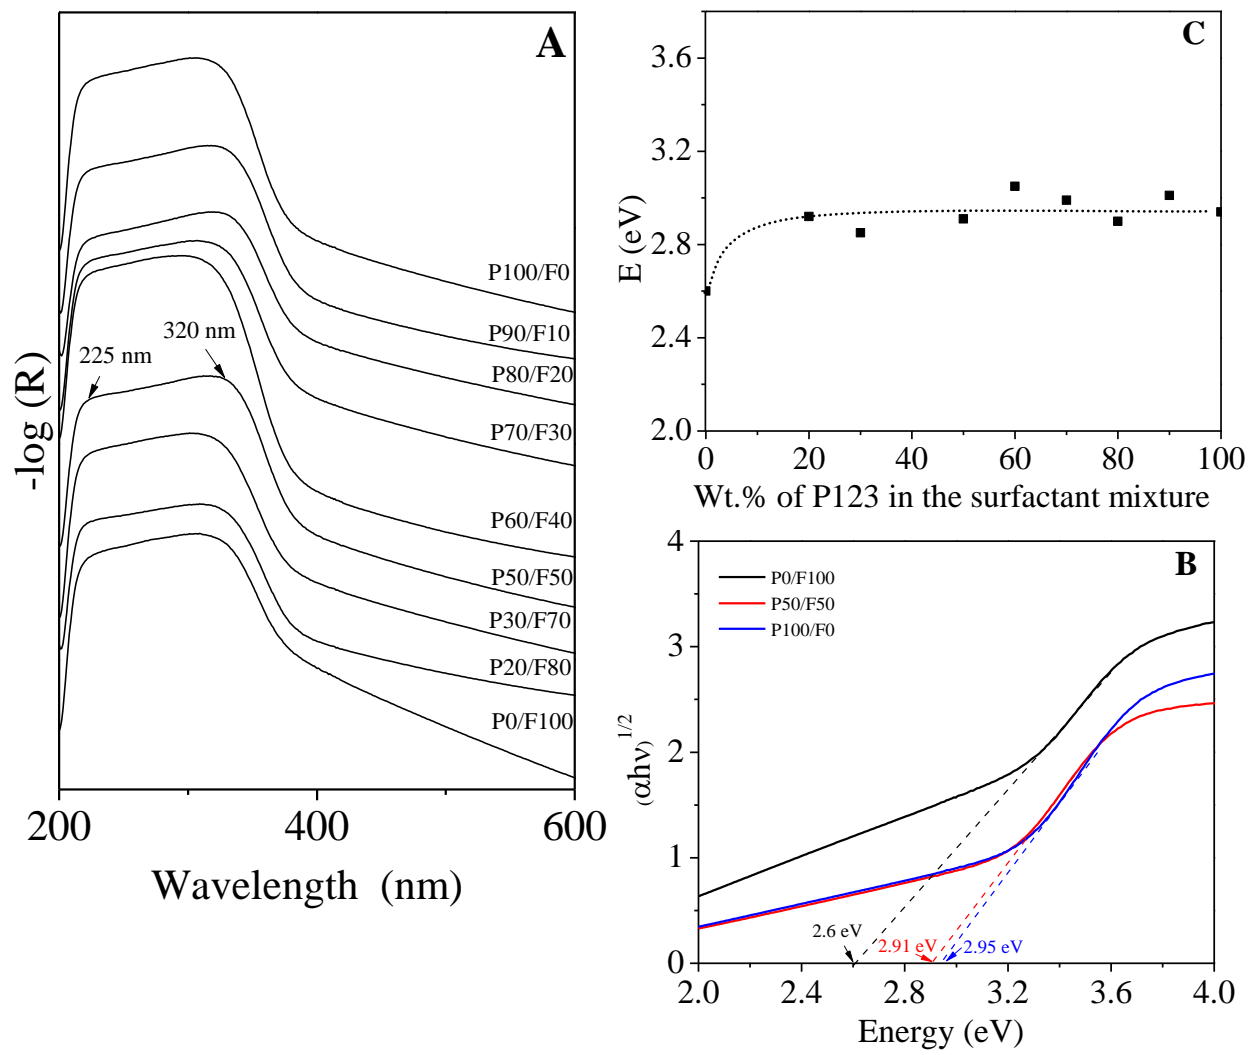 A
-log (R)
225 nm
320 nm
P100/F0
P90/F10
P80/F20
P70/F30
P60/F40
P50/F50
P30/F70
P20/F80
P0/F100
200
400
600
Wavelength (nm)
C
E (eV)
3.6
3.2
2.8
2.4
2.0
0
20
40
60
80
100
Wt.% of P123 in the surfactant mixture
B
(αhν)1/2
4
3
2
1
0
P0/F100
P50/F50
P100/F0
2.6 eV
2.91 eV
2.95 eV
2.0
2.4
2.8
3.2
3.6
4.0
Energy (eV)